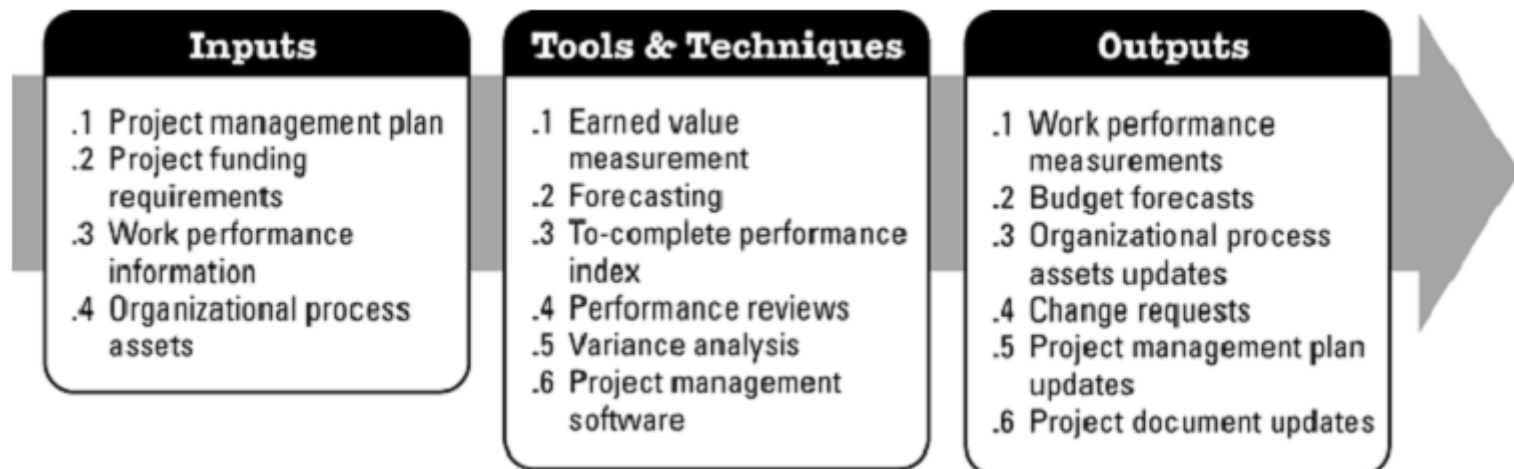 Inputs
.1 Project management plan
.2 Project funding
requirements
.3 Work performance
information
.4 Organizational process
assets
Tools & Techniques
.1 Earned value
measurement
.2 Forecasting
.3 To-complete performance
index
.4 Performance reviews
.5 Variance analysis
.6 Project management
software
Outputs
.1 Work performance
measurements
.2 Budget forecasts
.3 Organizational process
assets updates
.4 Change requests
.5 Project management plan
updates
.6 Project document updates